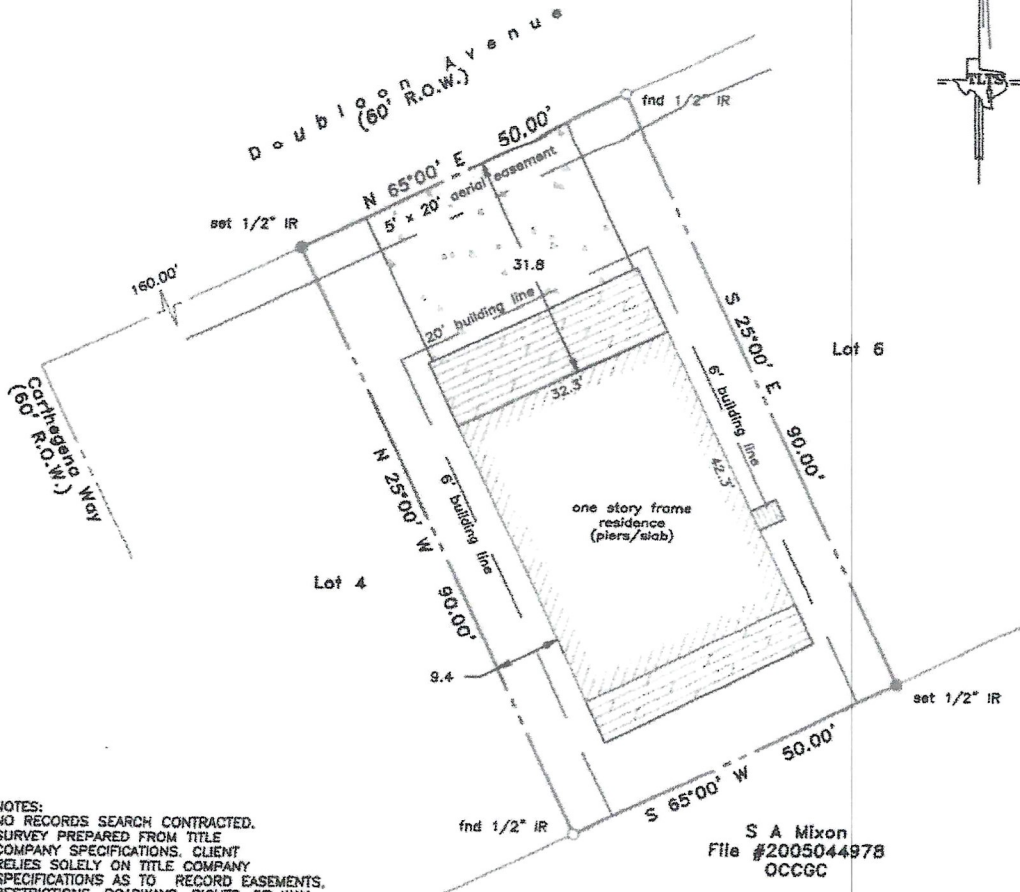 Doubloon Avenue
(60' R.O.W.)
TLTS
fnd 1/2" IR
N 65°00' E 50.00'
5' x 20' aerial easement
set 1/2" IR
160.00'
31.8
20' building line
32.3'
S 25°00' E 90.00'
Lot 6
6' building line
42.3'
Carthegena Way
(60' R.O.W.)
N 25°00' W 90.00'
6' building line
one story frame
residence
(piers/slab)
Lot 4
9.4
set 1/2" IR
S 65°00' W 50.00'
fnd 1/2" IR
S A Mixon
File #2005044978
OCCGC
NOTES:
NO RECORDS SEARCH CONTRACTED.
SURVEY PREPARED FROM TITLE
COMPANY SPECIFICATIONS. CLIENT
RELIES SOLELY ON TITLE COMPANY
SPECIFICATIONS AS TO RECORD EASEMENTS,